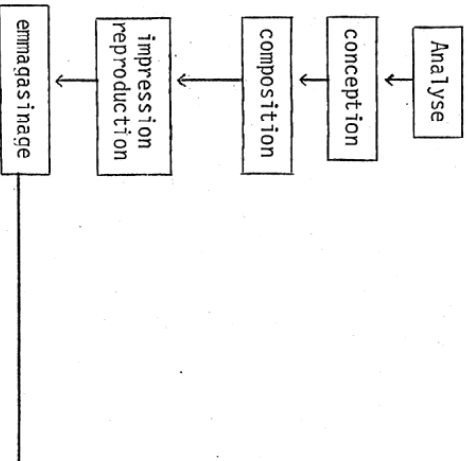 Analyse
conception
composition
impression
reproduction
emmagasinage